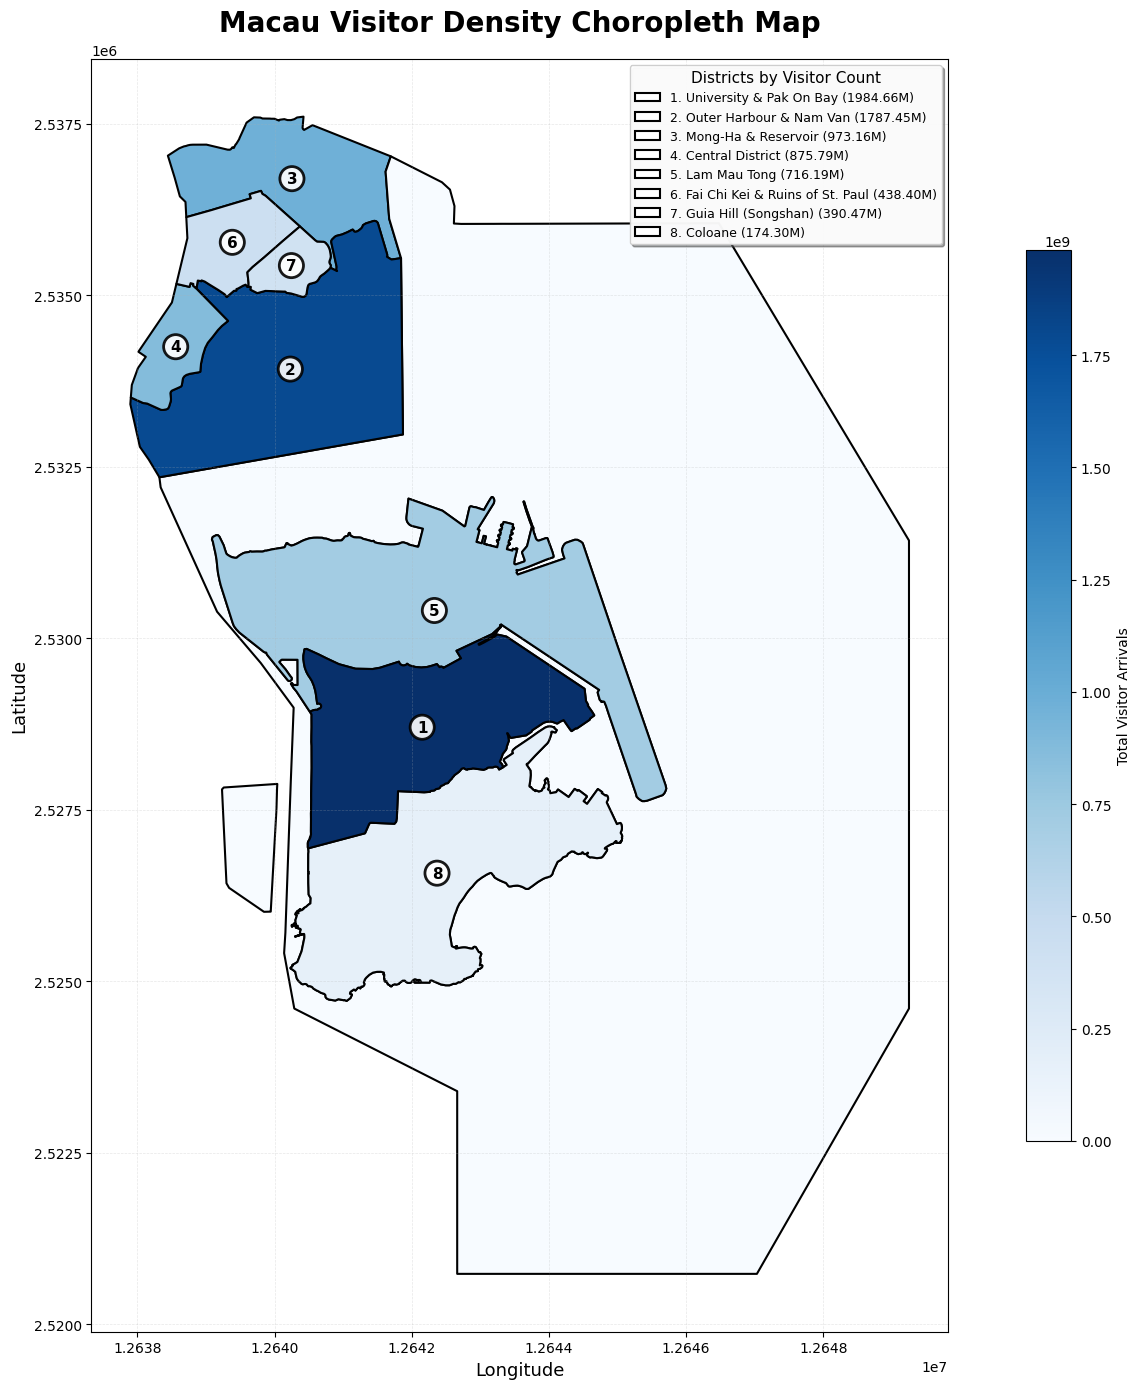 Macau Visitor Density Choropleth Map
1e6
Districts by Visitor Count
1. University & Pak On Bay (1984.66M)
2. Outer Harbour & Nam Van (1787.45M)
3. Mong-Ha & Reservoir (973.16M)
4. Central District (875.79M)
5. Lam Mau Tong (716.19M)
6. Fai Chi Kei & Ruins of St. Paul (438.40M)
7. Guia Hill (Songshan) (390.47M)
8. Coloane (174.30M)
2.5375
2.5350
2.5325
2.5300
2.5275
2.5250
2.5225
2.5200
Latitude
3
6
7
4
2
5
1
8
1.2638
1.2640
1.2642
1.2644
1.2646
1.2648
1e7
Longitude
1e9
1.75
1.50
1.25
1.00
0.75
0.50
0.25
0.00
Total Visitor Arrivals